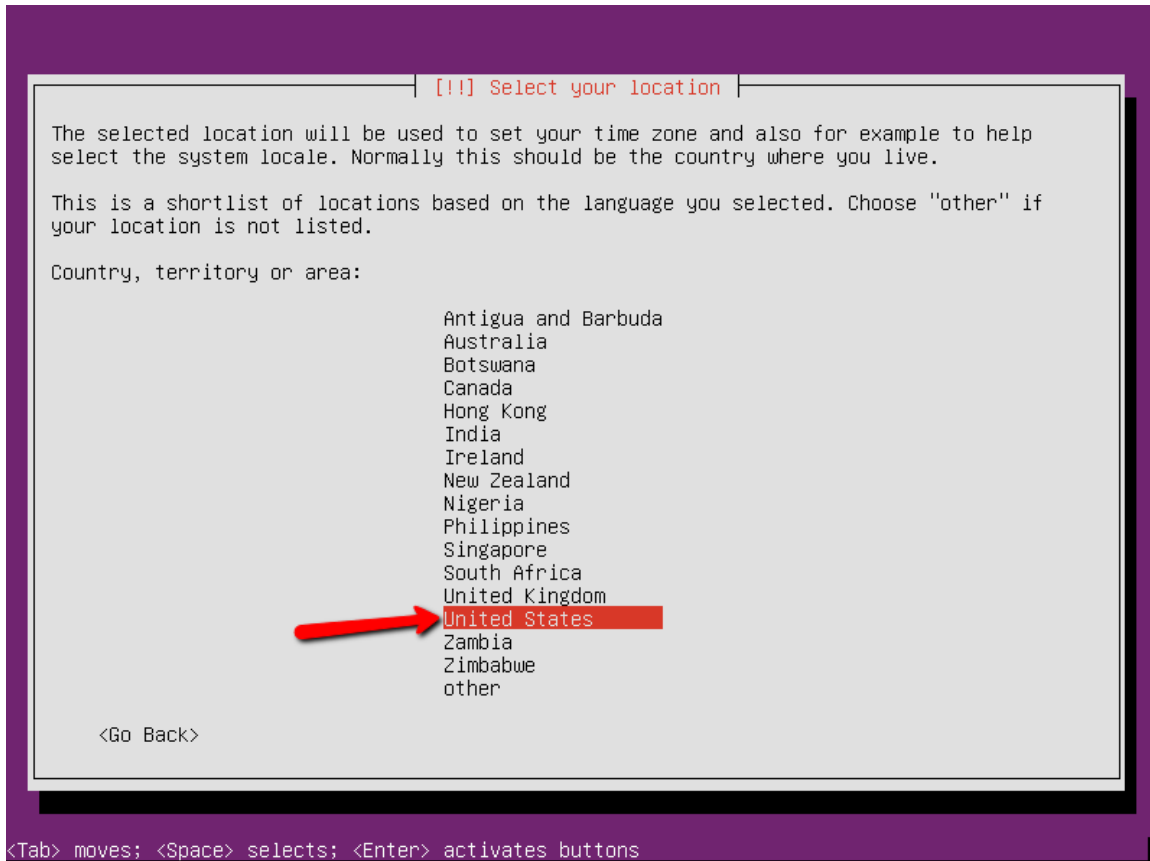 [!!] Select your location
The selected location will be used to set your time zone and also for example to help
select the system locale. Normally this should be the country where you live.
This is a shortlist of locations based on the language you selected. Choose "other" if
your location is not listed.
Country, territory or area:
Antigua and Barbuda
Australia
Botswana
Canada
Hong Kong
India
Ireland
New Zealand
Nigeria
Philippines
Singapore
South Africa
United Kingdom
United States
Zambia
Zimbabwe
other
<Go Back>
<Tab> moves; <Space> selects; <Enter> activates buttons